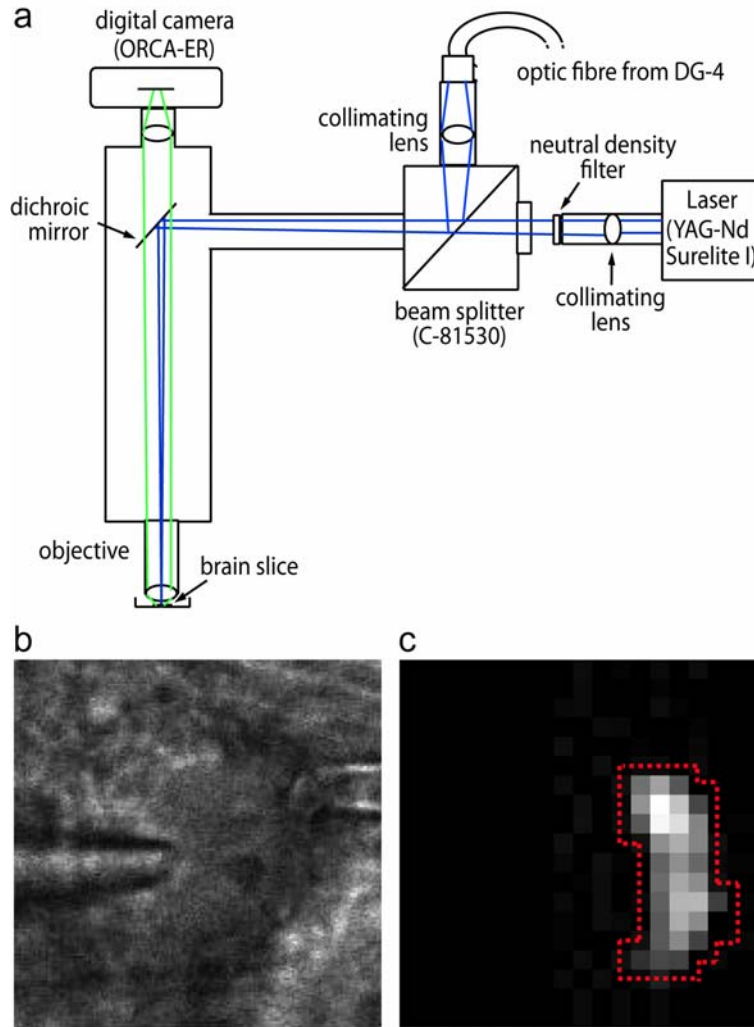 a
digital camera
(ORCA-ER)
optic fibre from DG-4
collimating
lens
neutral density
filter
dichroic
mirror
Laser
(YAG-Nd
Surelite I)
collimating
lens
beam splitter
(C-81530)
objective
brain slice
b
c